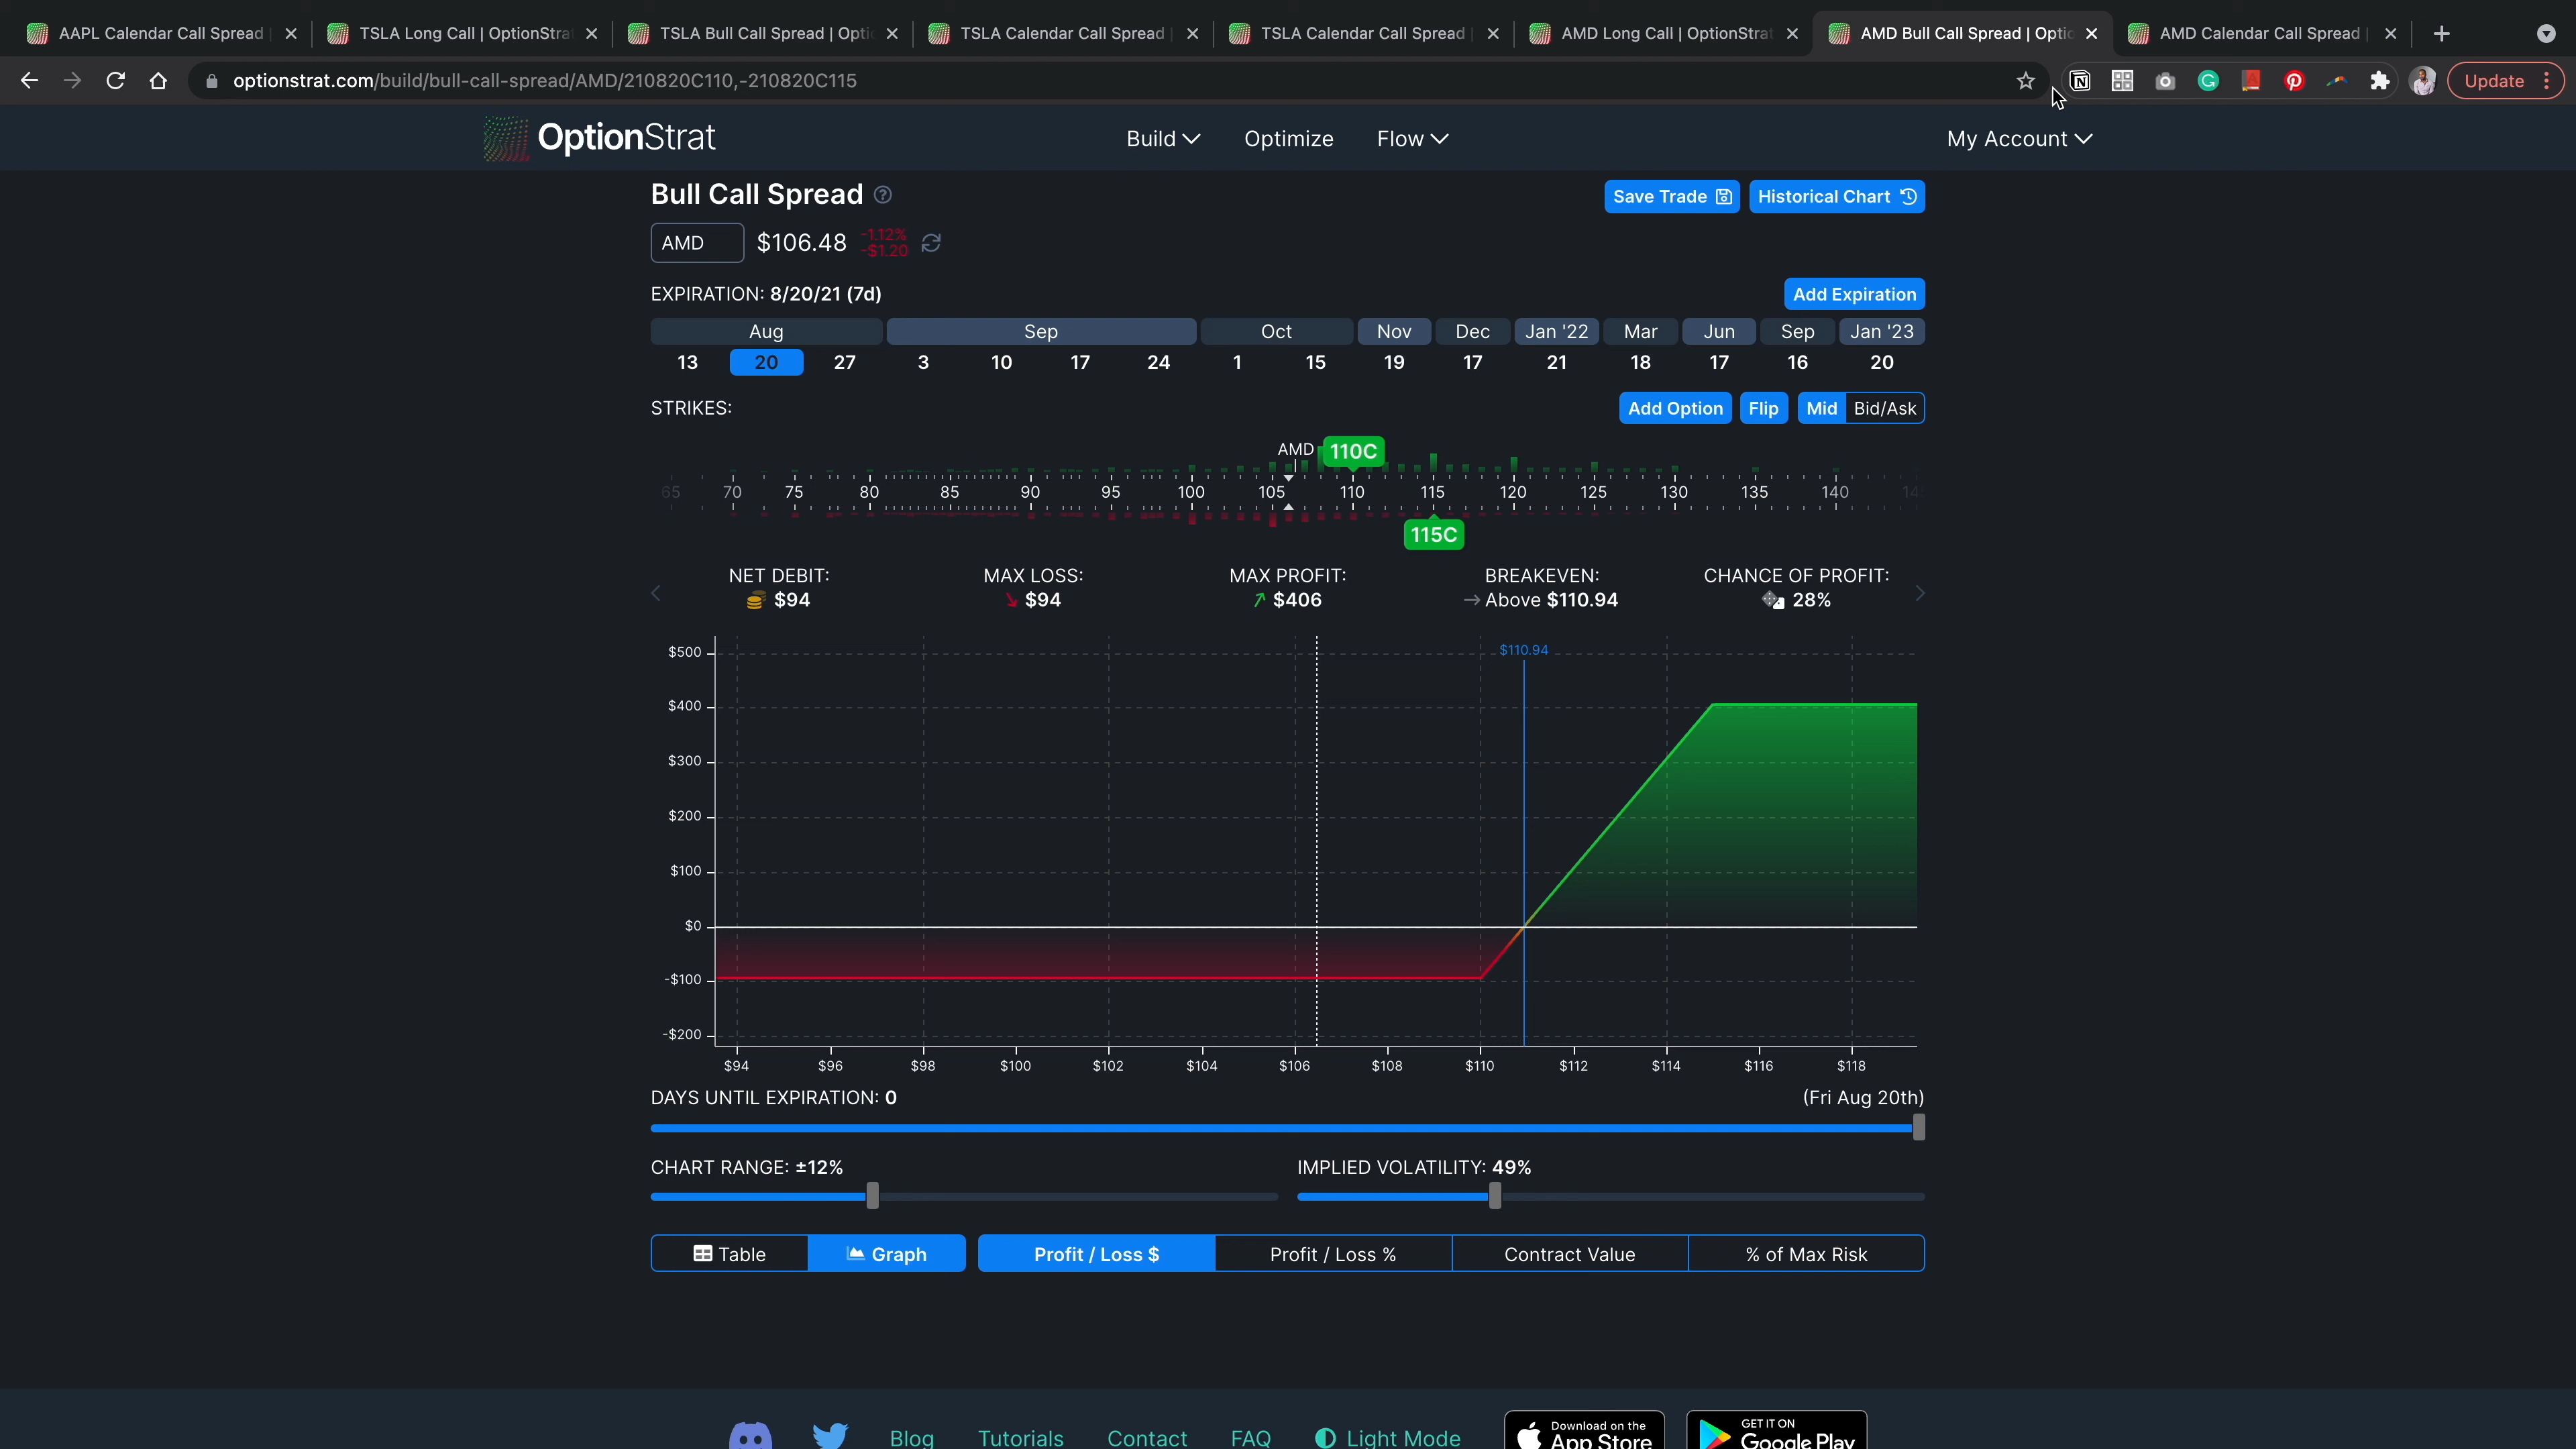 AAPL Calendar Call Spread
TSLA Long Call | OptionStrat
TSLA Bull Call Spread | Optio
TSLA Calendar Call Spread
TSLA Calendar Call Spread
AMD Long Call | OptionStrat
AMD Bull Call Spread | Optio
AMD Calendar Call Spread
optionstrat.com/build/bull-call-spread/AMD/210820C110,-210820C115
Update
OptionStrat
Build
Optimize
Flow
My Account
Bull Call Spread
Save Trade
Historical Chart
AMD
$106.48
-1.12%
-$1.20
EXPIRATION: 8/20/21 (7d)
Add Expiration
Aug Sep Oct Nov Dec Jan '22 Mar Jun Sep Jan '23
13 20 27 3 10 17 24 1 15 19 17 21 18 17 16 20
STRIKES:
Add Option Flip Mid Bid/Ask
AMD 110C
65 70 75 80 85 90 95 100 105 110 115 120 125 130 135 140
115C
NET DEBIT: MAX LOSS: MAX PROFIT: BREAKEVEN: CHANCE OF PROFIT:
$94 $94 $406 Above $110.94 28%
$110.94
$500
$400
$300
$200
$100
$0
-$100
-$200
$94 $96 $98 $100 $102 $104 $106 $108 $110 $112 $114 $116 $118
DAYS UNTIL EXPIRATION: 0
(Fri Aug 20th)
CHART RANGE: ±12%
IMPLIED VOLATILITY: 49%
Table Graph Profit / Loss $ Profit / Loss % Contract Value % of Max Risk
Blog Tutorials Contact FAQ Light Mode
Download on the
App Store
GET IT ON
Google Play